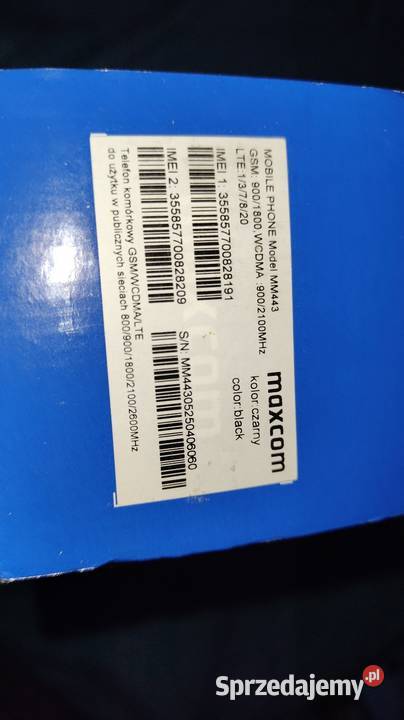 MOBILE PHONE Model MM443
GSM: 900/1800,WCDMA :900/2100MHz
LTE:1/3/7/8/20
maxcom
kolor:czarny
color:black
IMEI 1: 355857700828191
IMEI 2: 355857700828209
S/N: MM44305250406060
Telefon komórkowy GSM/WCDMA/LTE
do użytku w publicznych sieciach 800/900/1800/2100/2600MHz
Sprzedajemy.pl